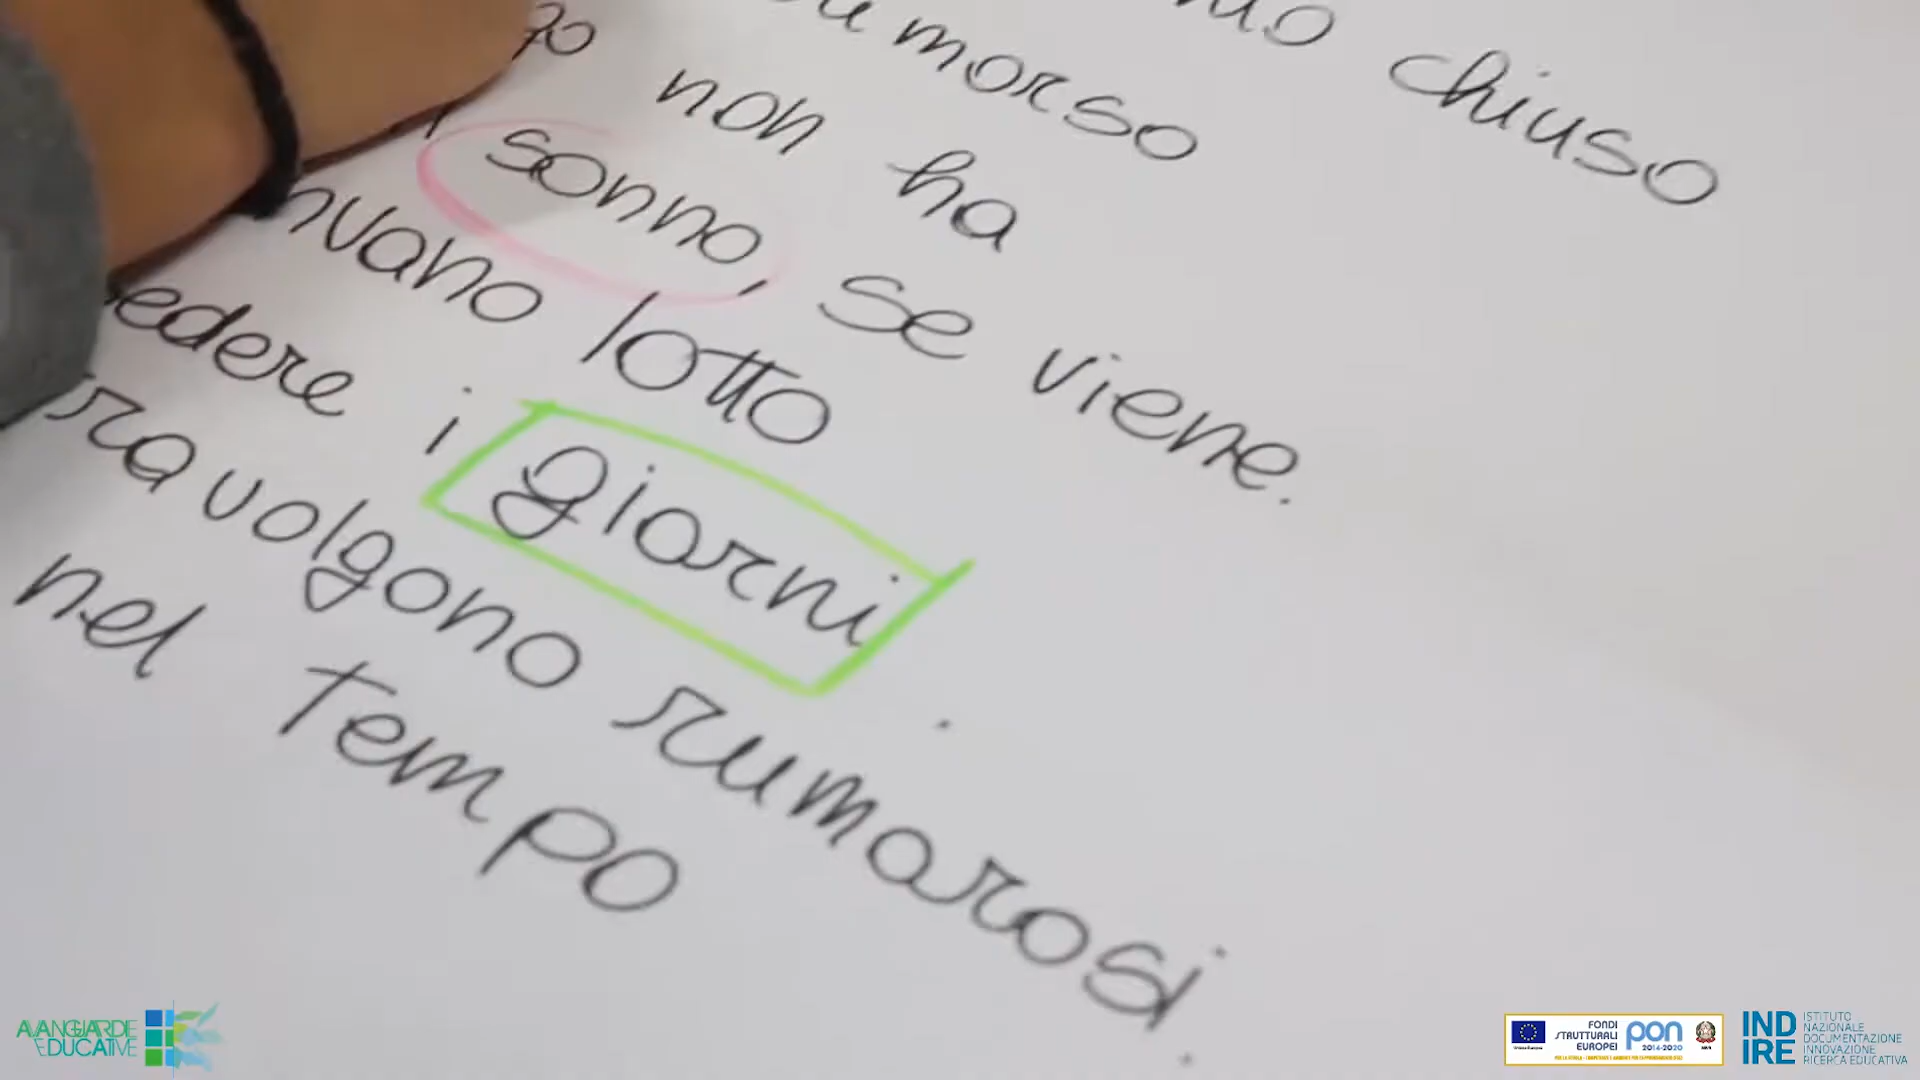 chiuso
morso
non ha
sonno, se viene.
lotto
i giorni
volgono rumorosi
nel tempo
AVANGUARDIE
EDUCATIVE
FONDI
STRUTTURALI
EUROPEI
pon
2014-2020
INDIRE
ISTITUTO
NAZIONALE
DOCUMENTAZIONE
INNOVAZIONE
RICERCA EDUCATIVA